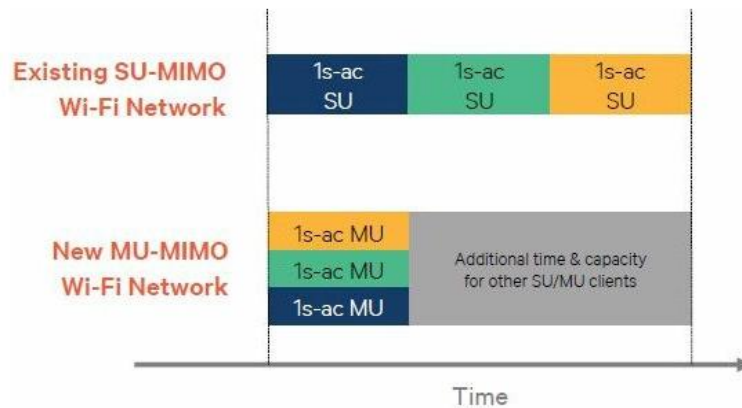 Existing SU-MIMO
Wi-Fi Network
1s-ac
SU
1s-ac
SU
1s-ac
SU
New MU-MIMO
Wi-Fi Network
1s-ac MU
1s-ac MU
1s-ac MU
Additional time & capacity
for other SU/MU clients
Time